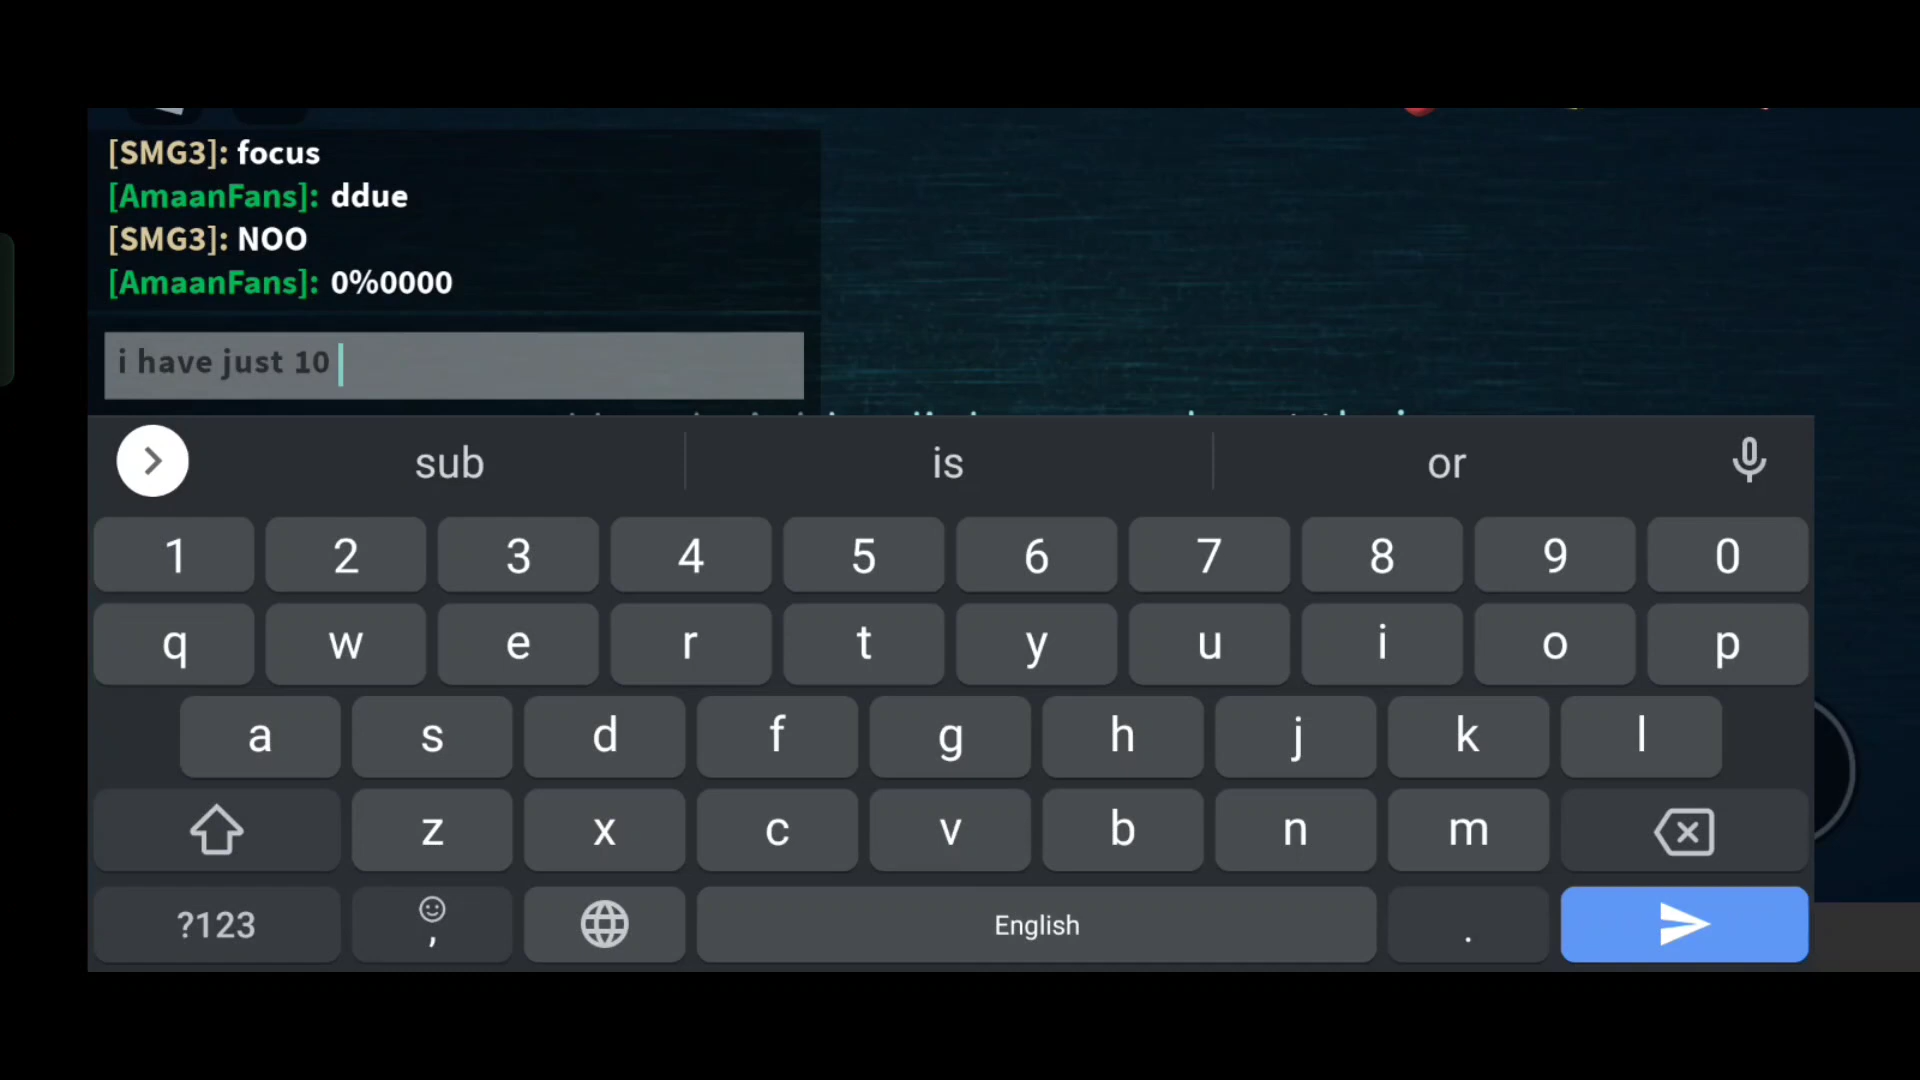 [SMG3]: focus
[AmaanFans]: ddue
[SMG3]: NOO
[AmaanFans]: 0%0000
i have just 10
sub is or
1 2 3 4 5 6 7 8 9 0
q w e r t y u i o p
a s d f g h j k l
z x c v b n m
?123 , English .